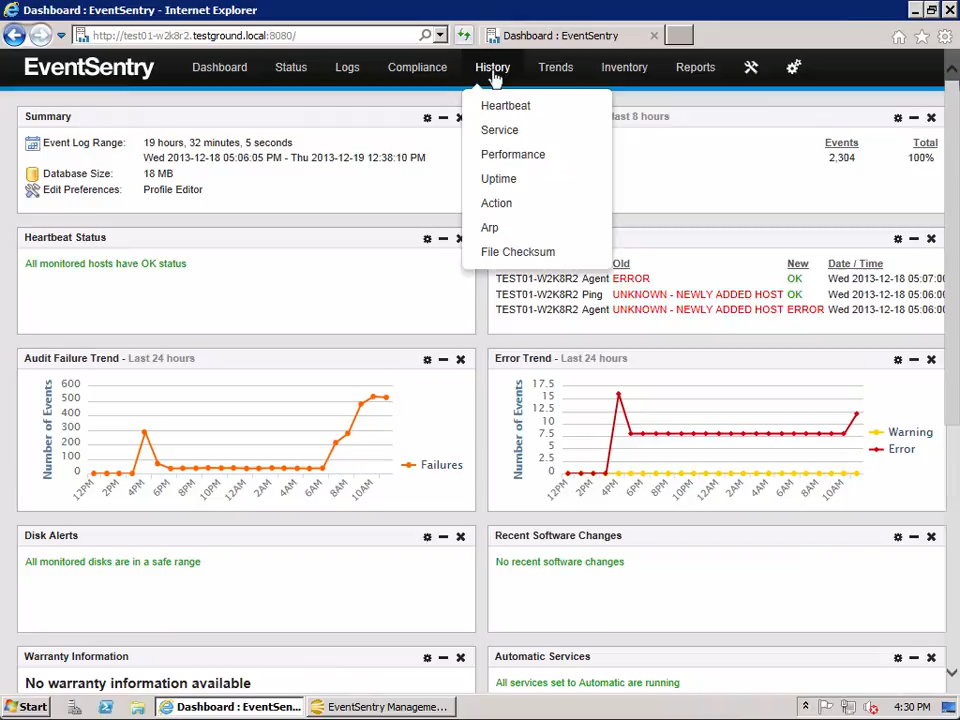 Dashboard : EventSentry - Internet Explorer
http://test01-w2k8r2.testground.local:8080/
Dashboard : EventSentry
EventSentry
Dashboard
Status
Logs
Compliance
History
Trends
Inventory
Reports
Heartbeat
Service
Performance
Uptime
Action
Arp
File Checksum
Summary
Event Log Range:
19 hours, 32 minutes, 5 seconds
Wed 2013-12-18 05:06:05 PM - Thu 2013-12-19 12:38:10 PM
Database Size:
18 MB
Edit Preferences:
Profile Editor
last 8 hours
Events
Total
2,304
100%
Heartbeat Status
All monitored hosts have OK status
Old
New
Date / Time
TEST01-W2K8R2 Agent ERROR OK Wed 2013-12-18 05:07:0
TEST01-W2K8R2 Ping UNKNOWN - NEWLY ADDED HOST OK Wed 2013-12-18 05:06:0
TEST01-W2K8R2 Agent UNKNOWN - NEWLY ADDED HOST ERROR Wed 2013-12-18 05:06:0
Audit Failure Trend - Last 24 hours
Number of Events
600
500
400
300
200
100
0
12PM 2PM 4PM 6PM 8PM 10PM 12AM 2AM 4AM 6AM 8AM 10AM
Failures
Error Trend - Last 24 hours
Number of Events
17.5
15
12.5
10
7.5
5
2.5
0
12PM 2PM 4PM 6PM 8PM 10PM 12AM 2AM 4AM 6AM 8AM 10AM
Warning
Error
Disk Alerts
All monitored disks are in a safe range
Recent Software Changes
No recent software changes
Warranty Information
No warranty information available
Automatic Services
All services set to Automatic are running
Start
Dashboard : EventSen...
EventSentry Manageme...
4:30 PM